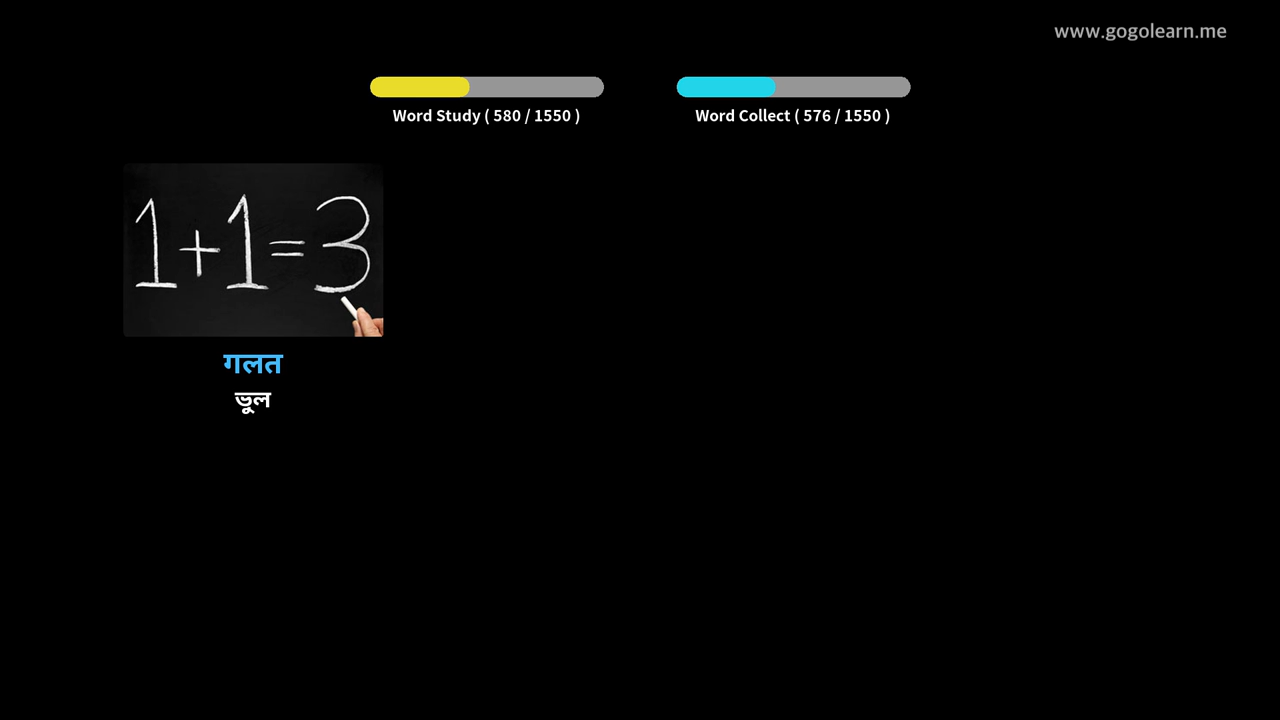 www.gogolearn.me
Word Study ( 580 / 1550 )
Word Collect ( 576 / 1550 )
1+1=3
गलत
ভুল